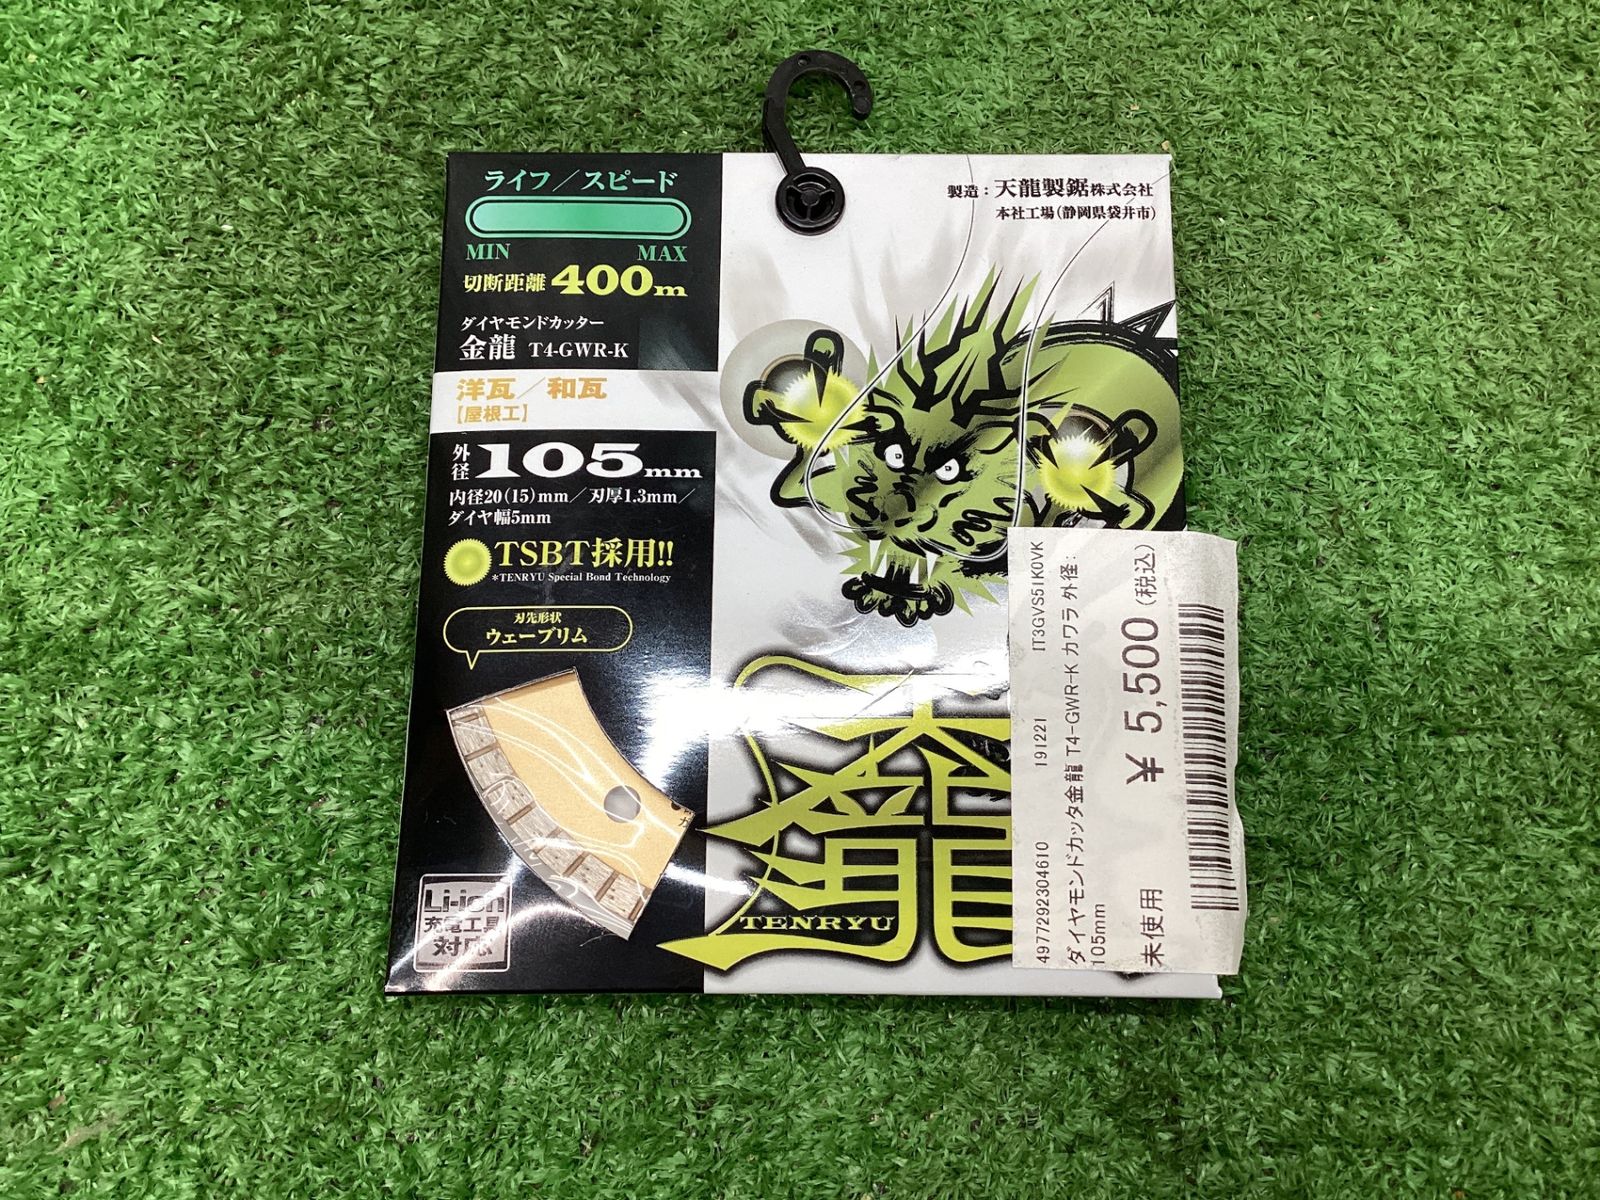 ライフ／スピード
MIN MAX
切断距離 400m
ダイヤモンドカッター
金龍 T4-GWR-K
洋瓦／和瓦
【屋根工】
外径 105mm
内径20(15)mm／刃厚1.3mm／
ダイヤ幅5mm
TSBT採用!!
*TENRYU Special Bond Technology
刃先形状
ウェーブリム
Li-ion
充電工具
対応
製造：天龍製鋸株式会社
本社工場(静岡県袋井市)
TENRYU
4977292304610 191221 IT3GVS51K0VK
ダイヤモンドカッタ金龍 T4-GWR-K カワラ 外径：
105mm
未使用 ¥ 5,500 (税込)